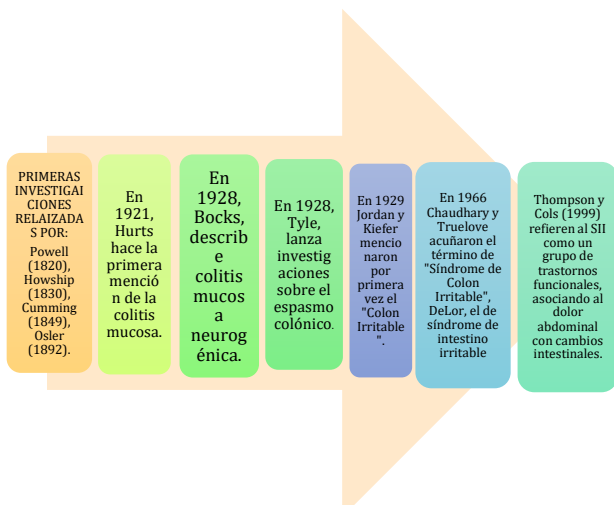 PRIMERAS
INVESTIGAI
CIONES
RELAIZADA
S POR:
Powell
(1820),
Howship
(1830),
Cumming
(1849),
Osler
(1892).
En
1921,
Hurts
hace la
primera
menció
n de la
colitis
mucosa.
En
1928,
Bocks,
describ
e
colitis
mucos
a
neurog
énica.
En 1928,
Tyle,
lanza
investig
aciones
sobre el
espasmo
colónico.
En 1929
Jordan y
Kiefer
mencio
naron
por
primera
vez el
"Colon
Irritable
".
En 1966
Chaudhary y
Truelove
acuñaron el
término de
"Síndrome de
Colon
Irritable",
DeLor, el de
síndrome de
intestino
irritable
Thompson y
Cols (1999)
refieren al SII
como un
grupo de
trastornos
funcionales,
asociando al
dolor
abdominal
con cambios
intestinales.